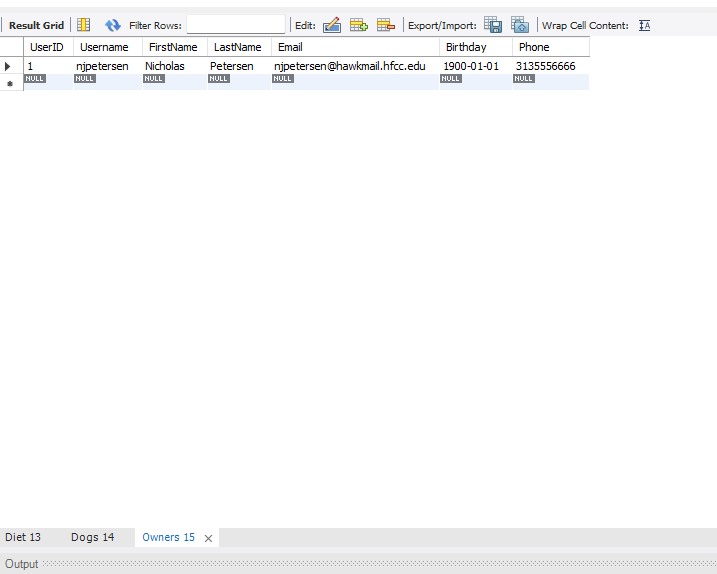 Result Grid Filter Rows: Edit: Export/Import: Wrap Cell Content: IA
UserID Username FirstName LastName Email Birthday Phone
1 njpetersen Nicholas Petersen njpetersen@hawkmail.hfcc.edu 1900-01-01 3135556666
NULL NULL NULL NULL NULL NULL NULL
Diet 13 Dogs 14 Owners 15
Output